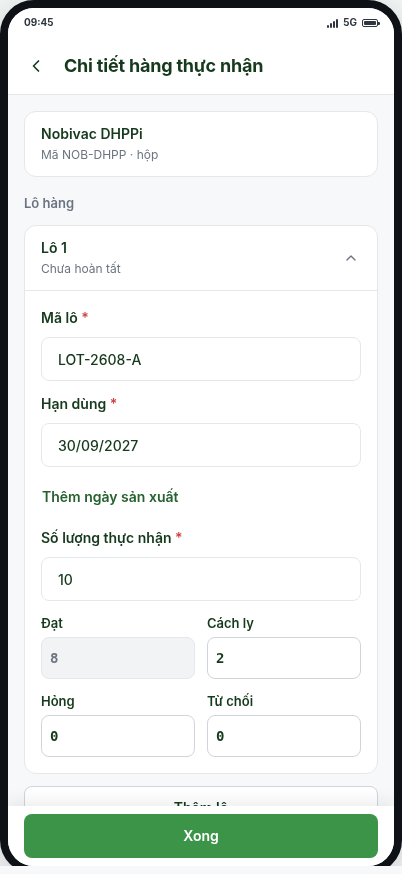 09:45
5G
Chi tiết hàng thực nhận
Nobivac DHPPi
Mã NOB-DHPP · hộp
Lô hàng
Lô 1
Chưa hoàn tất
Mã lô *
LOT-2608-A
Hạn dùng *
30/09/2027
Thêm ngày sản xuất
Số lượng thực nhận *
10
Đạt
Cách ly
8
2
Hỏng
Từ chối
0
0
Thêm lô
Xong